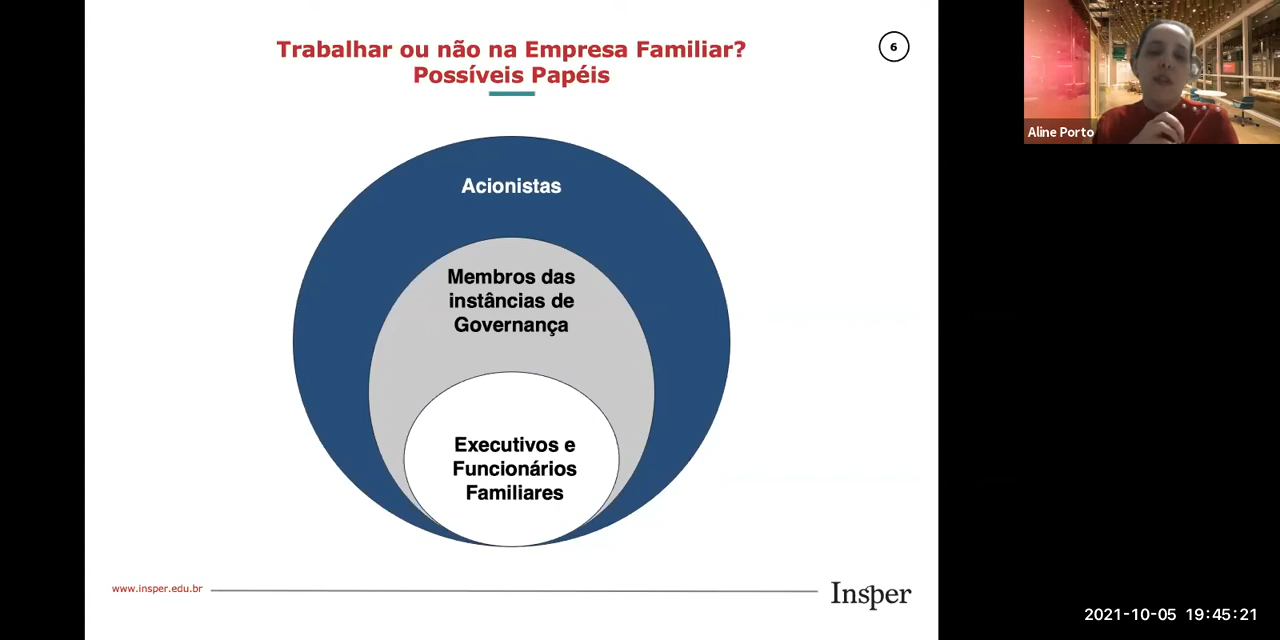 Trabalhar ou não na Empresa Familiar?
Possíveis Papéis
6
Aline Porto
Acionistas
Membros das
instâncias de
Governança
Executivos e
Funcionários
Familiares
www.insper.edu.br
Insper
2021-10-05 19:45:21